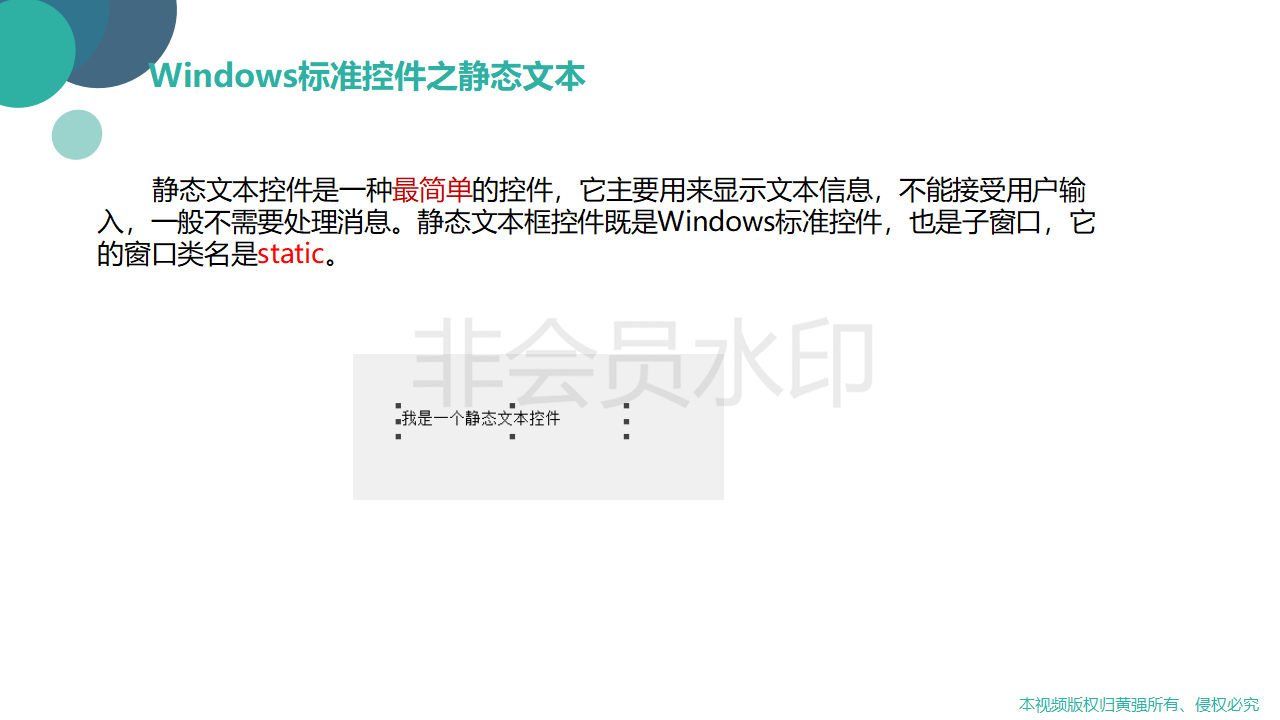 Windows标准控件之静态文本
静态文本控件是一种最简单的控件，它主要用来显示文本信息，不能接受用户输
入，一般不需要处理消息。静态文本框控件既是Windows标准控件，也是子窗口，它
的窗口类名是static。
非会员水印
我是一个静态文本控件
本视频版权归黄强所有、侵权必究